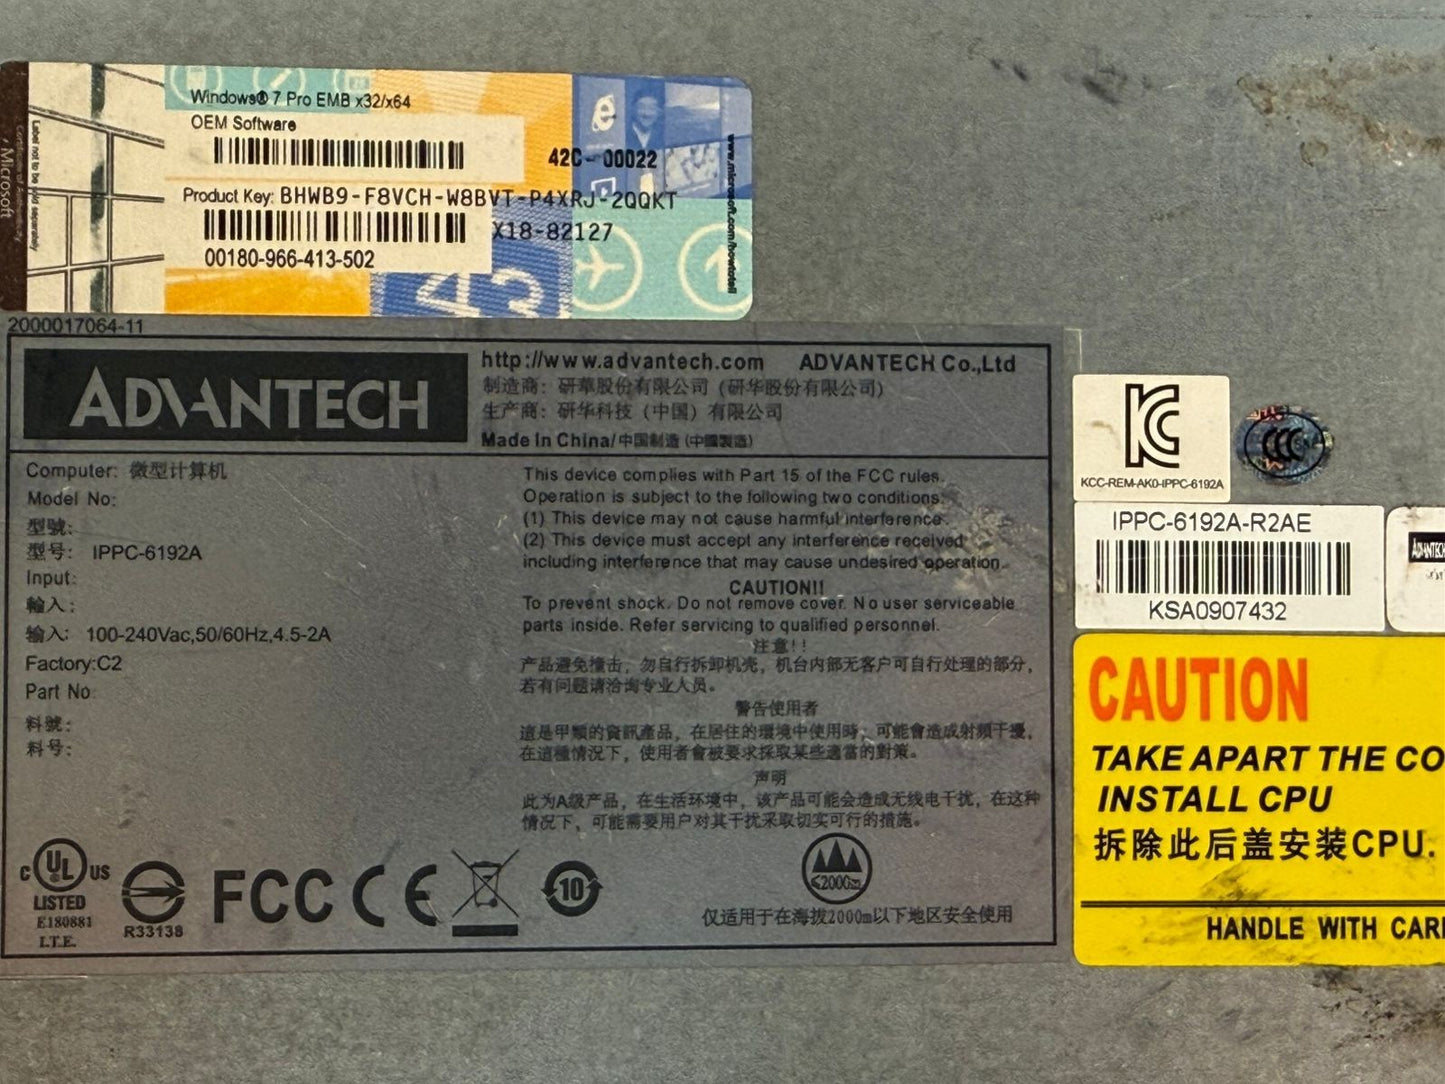 Windows® 7 Pro EMB x32/x64
OEM Software
42C-00022
Product Key: BHWB9-F8VCH-W8BVT-P4XRJ-2QQKT
X18-82127
00180-966-413-502
Label not to be sold separately
Certificate of Authenticity
Microsoft
www.microsoft.com/howtotell
2000017064-11
ADVANTECH
http://www.advantech.com ADVANTECH Co.,Ltd
制造商：研華股份有限公司（研华股份有限公司）
生产商：研华科技（中国）有限公司
Made In China/中国制造（中國製造）
Computer: 微型计算机
Model No:
型號:
型号: IPPC-6192A
Input:
輸入:
输入: 100-240Vac,50/60Hz,4.5-2A
Factory:C2
Part No
料號:
料号:
This device complies with Part 15 of the FCC rules.
Operation is subject to the following two conditions:
(1) This device may not cause harmful interference.
(2) This device must accept any interference received
including interference that may cause undesired operation.
CAUTION!!
To prevent shock. Do not remove cover. No user serviceable
parts inside. Refer servicing to qualified personnel.
注意!!
产品避免撞击，勿自行拆卸机壳，机台内部无客户可自行处理的部分，
若有问题请洽询专业人员。
警告使用者
這是甲類的資訊產品，在居住的環境中使用時，可能會造成射頻干擾，
在這種情況下，使用者會被要求採取某些適當的對策。
声明
此为A级产品，在生活环境中，该产品可能会造成无线电干扰，在这种
情况下，可能需要用户对其干扰采取切实可行的措施。
C UL US
LISTED
E180881
I.T.E.
R33138
FCC CE
10
≤2000m
仅适用于在海拔2000m以下地区安全使用
KCC-REM-AK0-IPPC-6192A
CCC
IPPC-6192A-R2AE
KSA0907432
ADVANTECH
CAUTION
TAKE APART THE CO
INSTALL CPU
拆除此后盖安装CPU.
HANDLE WITH CAR